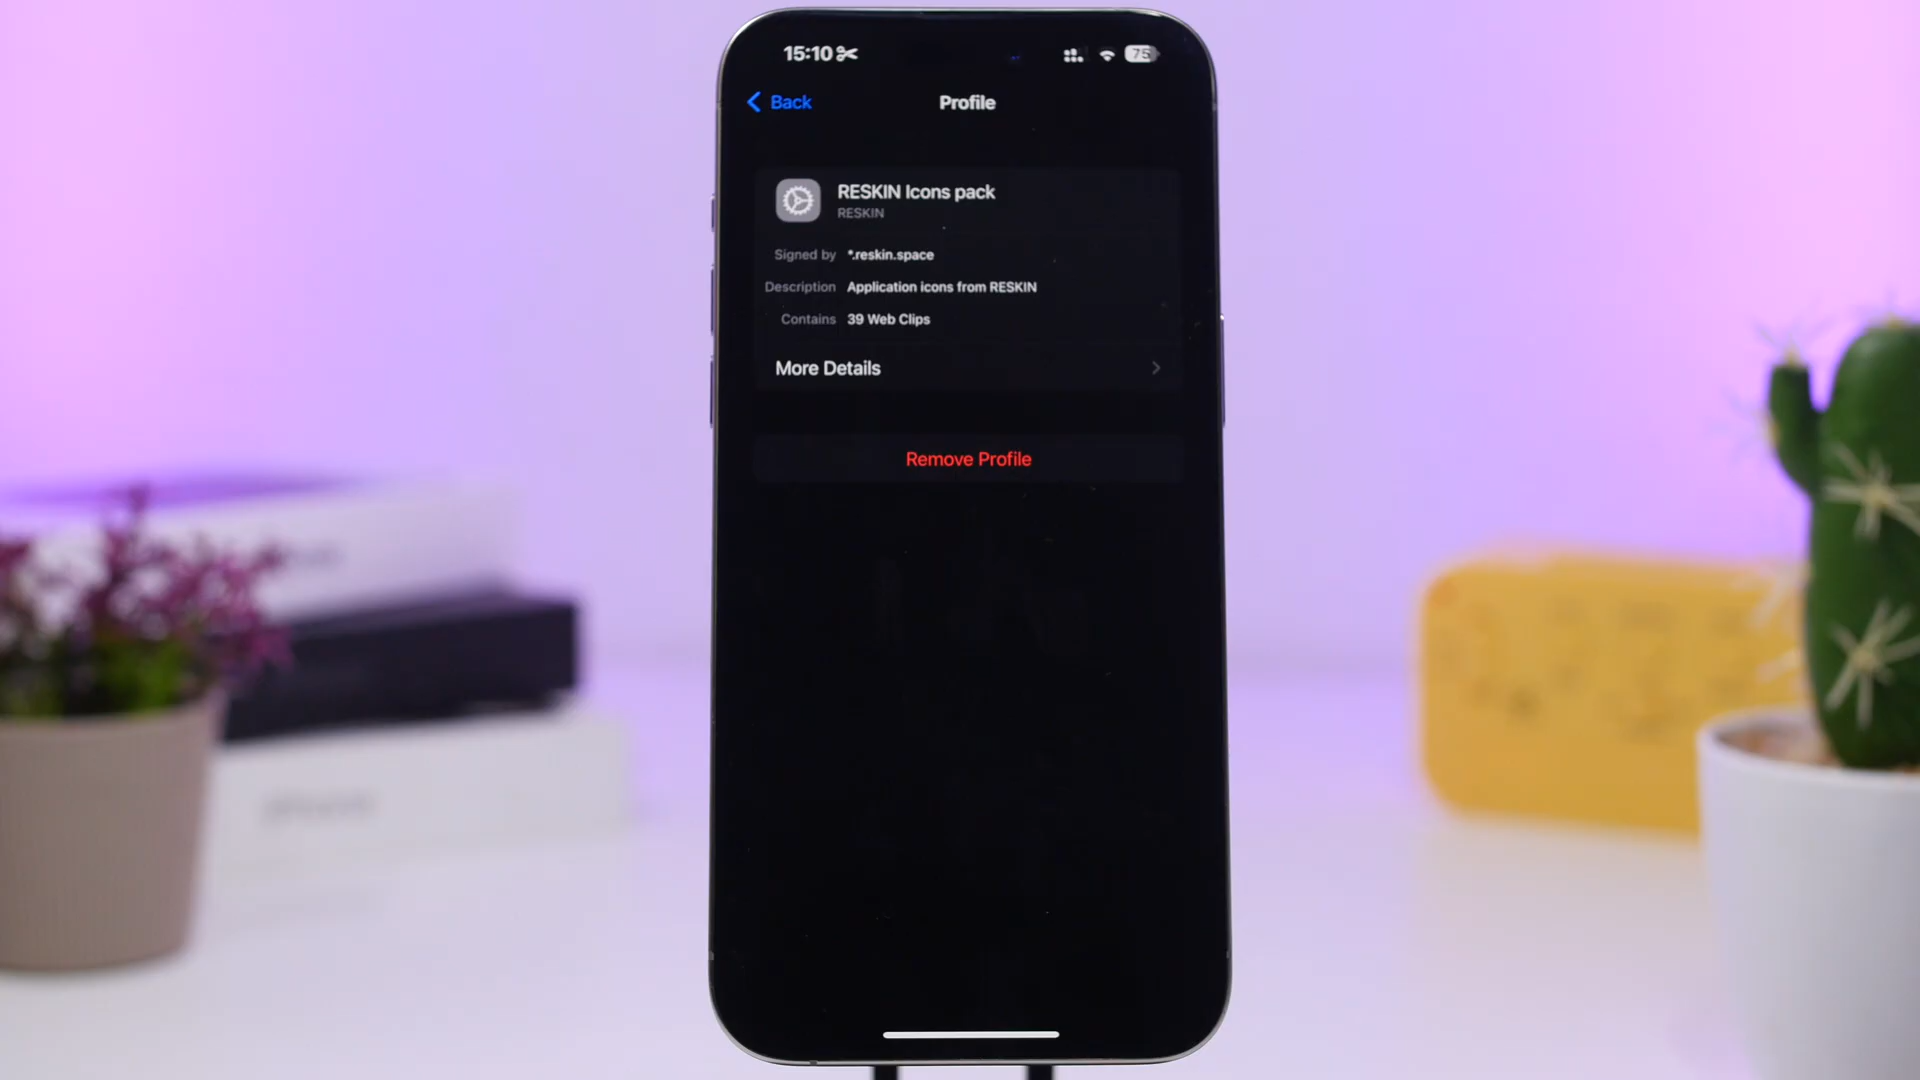 15:10
75
Back
Profile
RESKIN Icons pack
RESKIN
Signed by *.reskin.space
Description Application icons from RESKIN
Contains 39 Web Clips
More Details
Remove Profile
iPhone